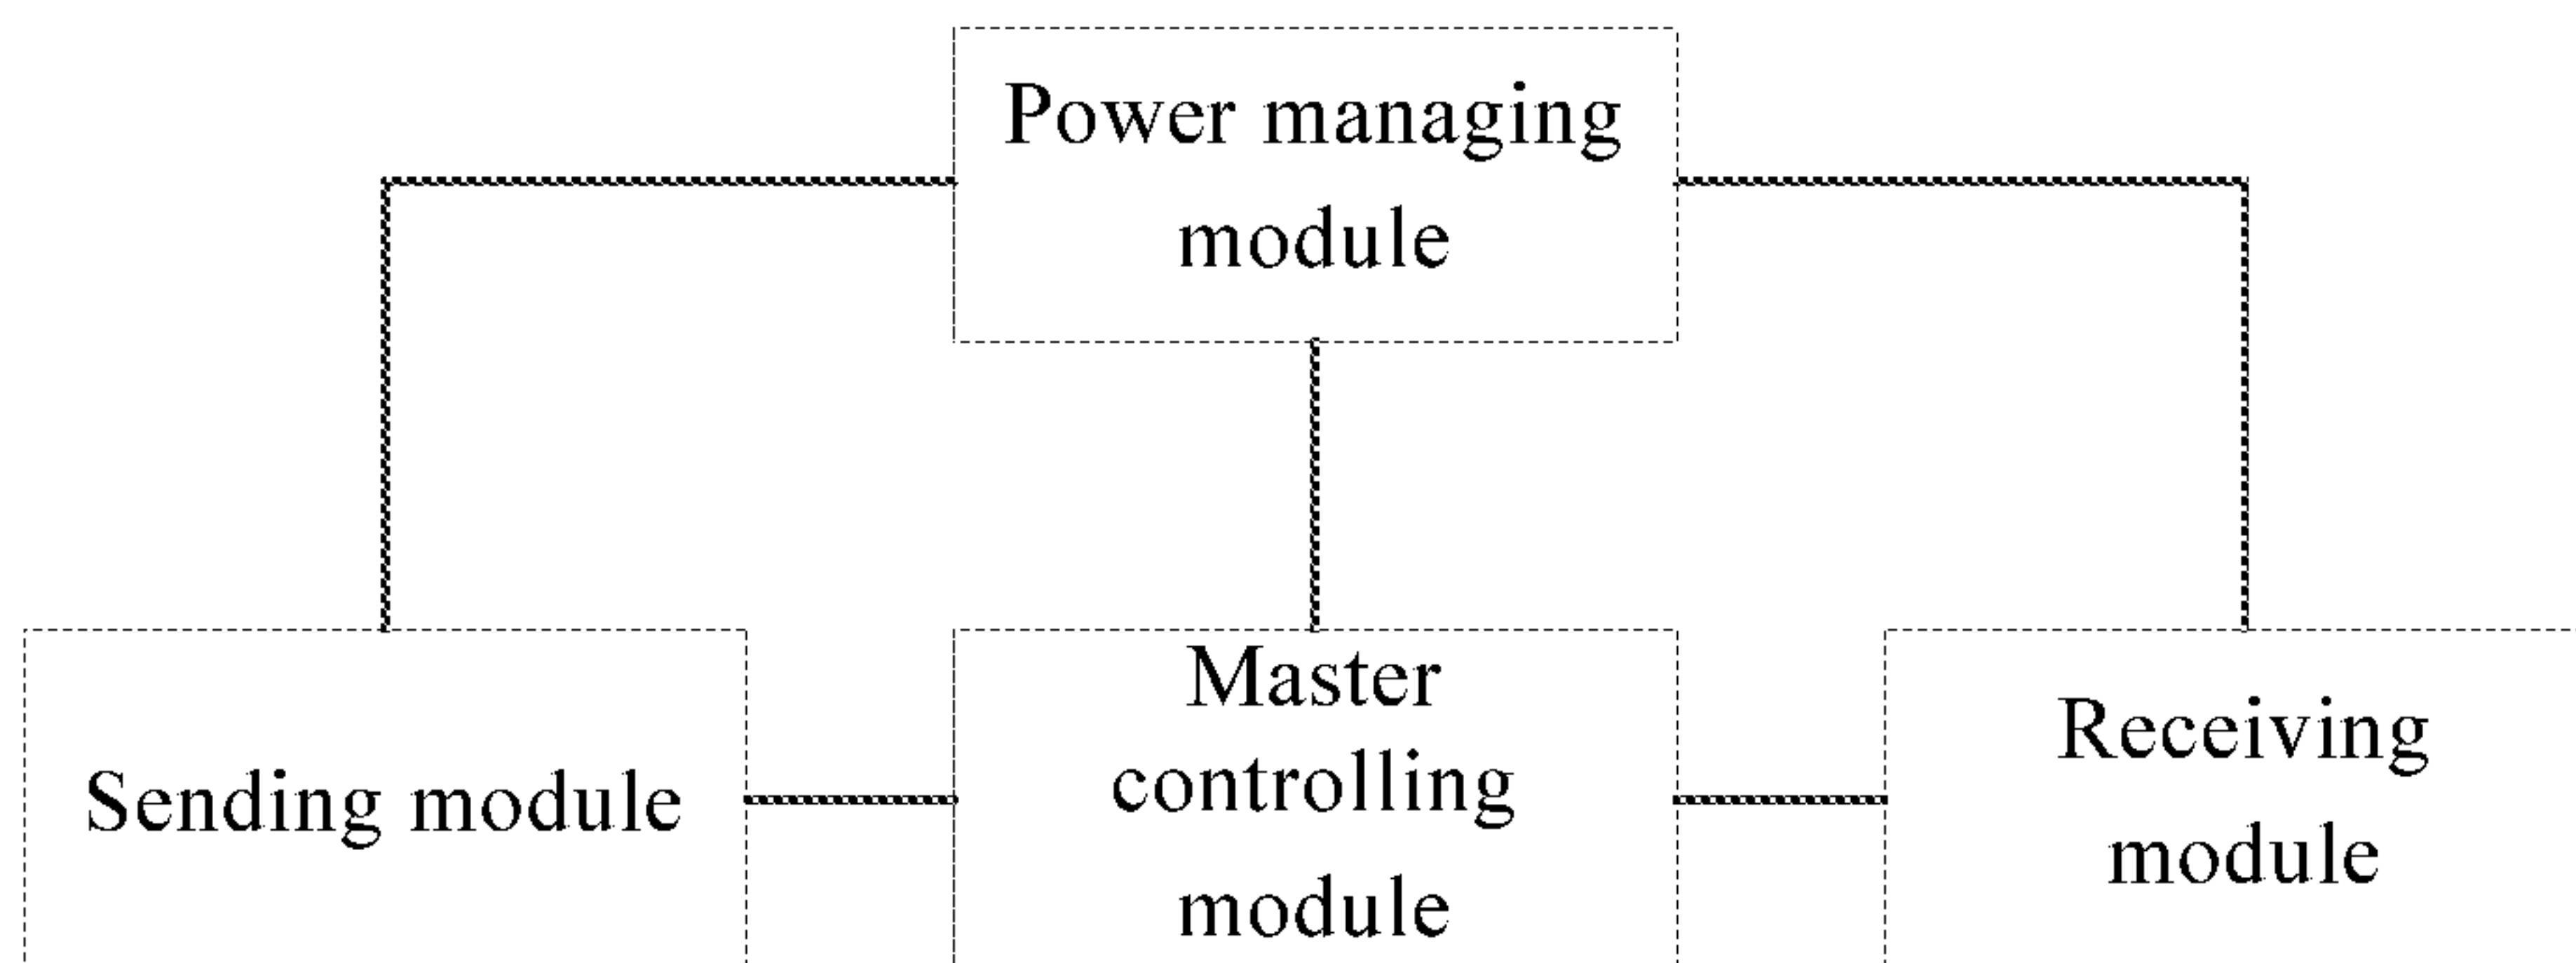 Power managing
module
Sending module
Master
controlling
module
Receiving
module